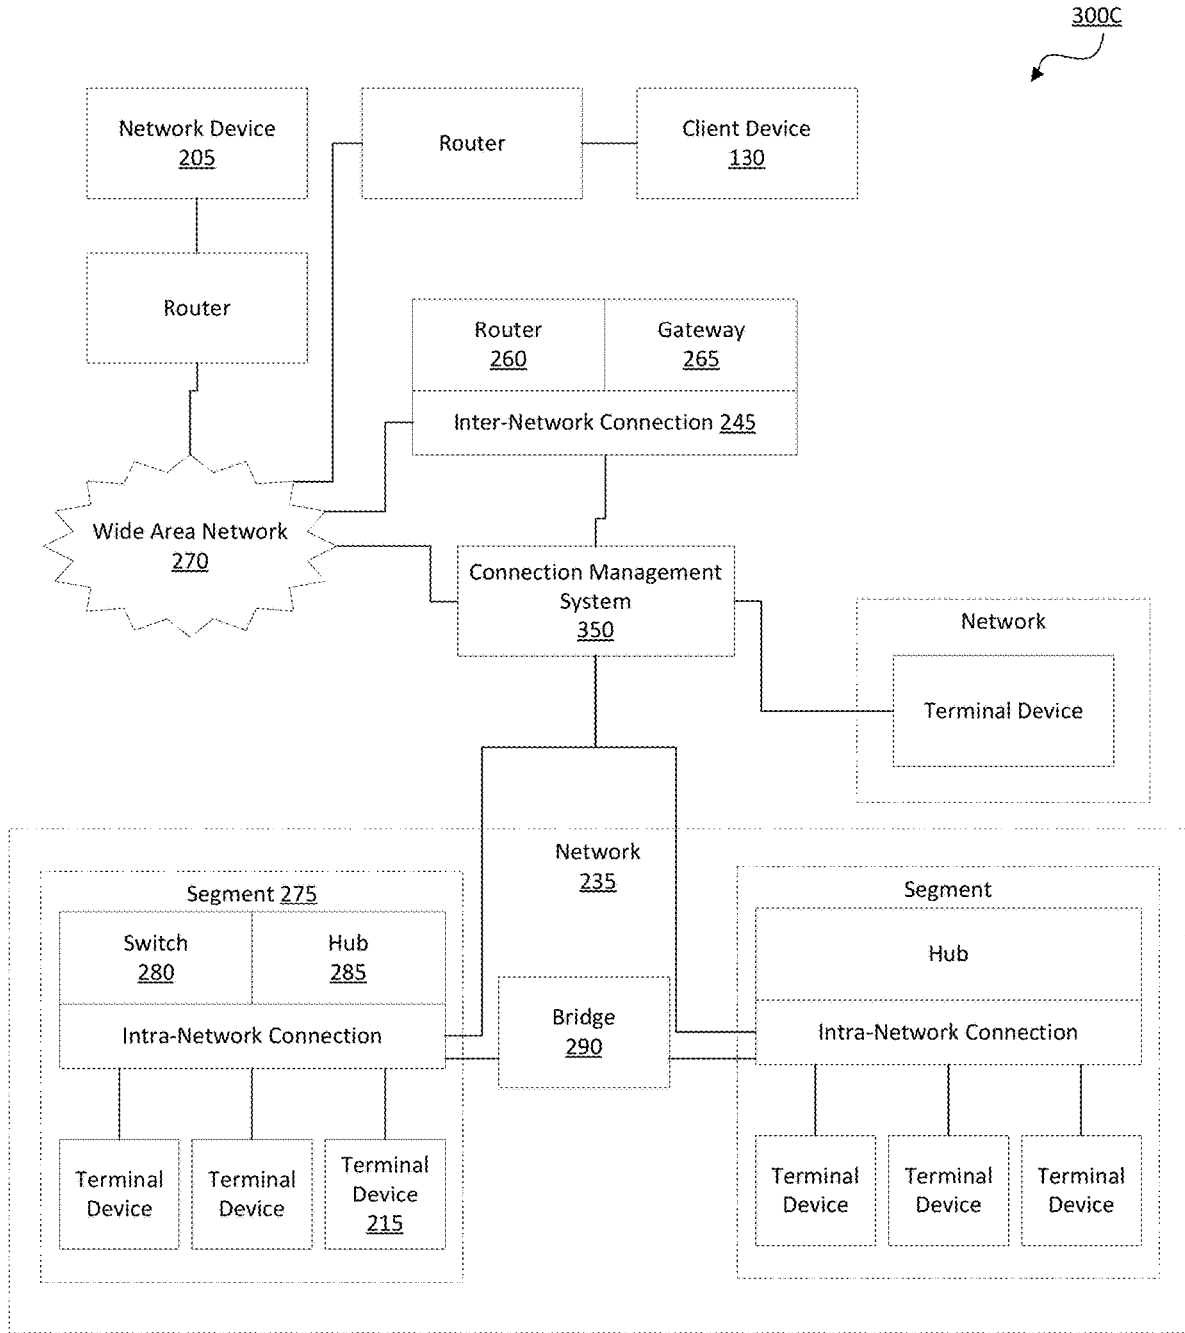 300C
Network Device
205
Router
Client Device
130
Router
Router
260
Gateway
265
Inter-Network Connection 245
Wide Area Network
270
Connection Management
System
350
Network
Terminal Device
Network
235
Segment 275
Switch
280
Hub
285
Intra-Network Connection
Bridge
290
Segment
Hub
Intra-Network Connection
Terminal
Device
Terminal
Device
Terminal
Device
215
Terminal
Device
Terminal
Device
Terminal
Device